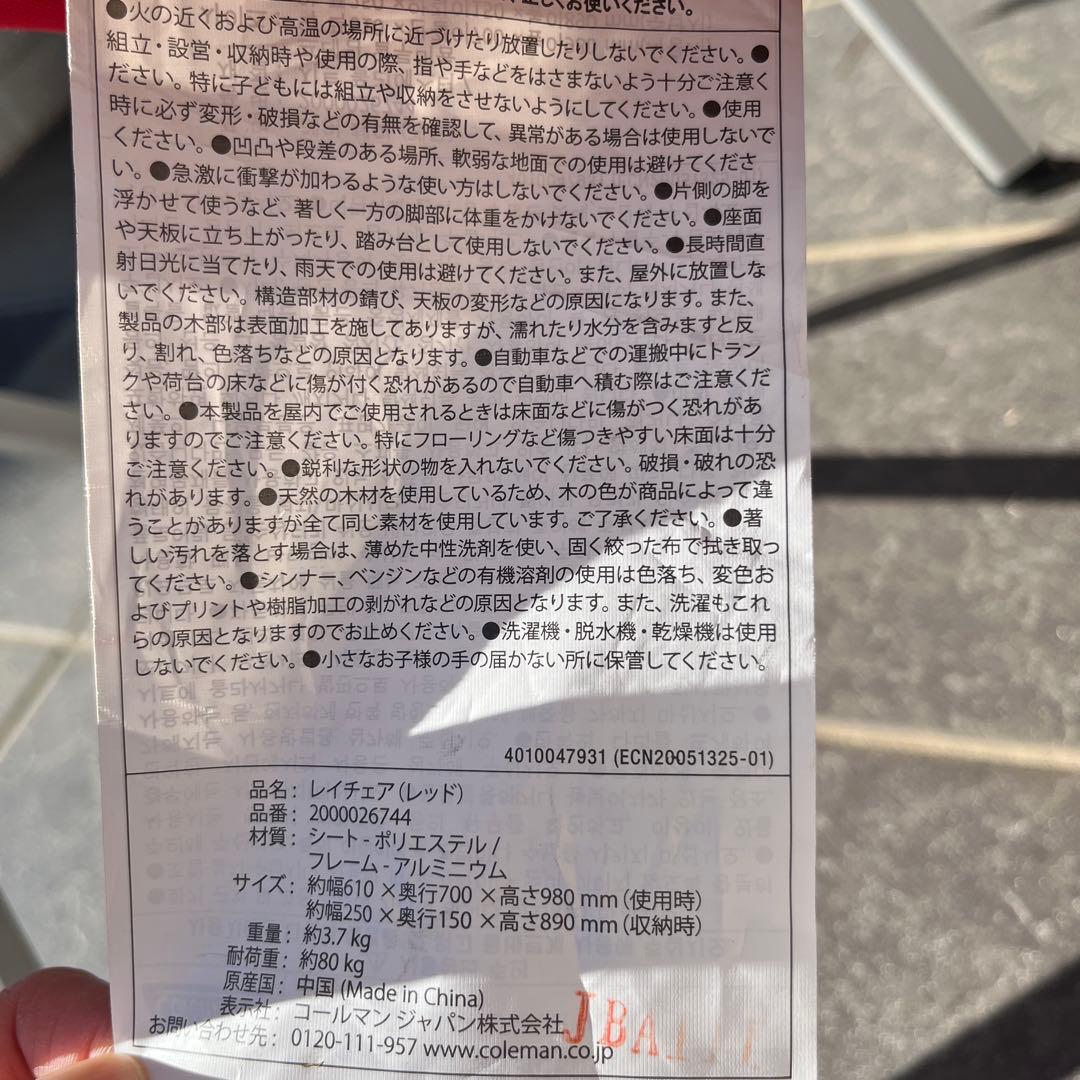 しくお使いください。
●火の近くおよび高温の場所に近づけたり放置したりしないでください。●
組立・設営・収納時や使用の際、指や手などをはさまないよう十分ご注意く
ださい。特に子どもには組立や収納をさせないようにしてください。●使用
時に必ず変形・破損などの有無を確認して、異常がある場合は使用しないで
ください。●凹凸や段差のある場所、軟弱な地面での使用は避けてくださ
い。●急激に衝撃が加わるような使い方はしないでください。●片側の脚を
浮かせて使うなど、著しく一方の脚部に体重をかけないでください。●座面
や天板に立ち上がったり、踏み台として使用しないでください。●長時間直
射日光に当てたり、雨天での使用は避けてください。また、屋外に放置しな
いでください。構造部材の錆び、天板の変形などの原因になります。また、
製品の木部は表面加工を施してありますが、濡れたり水分を含みますと反
り、割れ、色落ちなどの原因となります。●自動車などでの運搬中にトラン
クや荷台の床などに傷が付く恐れがあるので自動車へ積む際はご注意くだ
さい。●本製品を屋内でご使用されるときは床面などに傷がつく恐れがあ
りますのでご注意ください。特にフローリングなど傷つきやすい床面は十分
ご注意ください。●鋭利な形状の物を入れないでください。破損・破れの恐
れがあります。●天然の木材を使用しているため、木の色が商品によって違
うことがありますが全て同じ素材を使用しています。ご了承ください。●著
しい汚れを落とす場合は、薄めた中性洗剤を使い、固く絞った布で拭き取っ
てください。●シンナー、ベンジンなどの有機溶剤の使用は色落ち、変色お
よびプリントや樹脂加工の剥がれなどの原因となります。また、洗濯もこれ
らの原因となりますのでお止めください。●洗濯機・脱水機・乾燥機は使用
しないでください。●小さなお子様の手の届かない所に保管してください。
4010047931 (ECN20051325-01)
品名：レイチェア（レッド）
品番：2000026744
材質：シート - ポリエステル /
フレーム - アルミニウム
サイズ：約幅610×奥行700×高さ980 mm（使用時）
約幅250×奥行150×高さ890 mm（収納時）
重量：約3.7 kg
耐荷重：約80 kg
原産国：中国 (Made in China)
表示社：コールマン ジャパン株式会社
お問い合わせ先：0120-111-957 www.coleman.co.jp